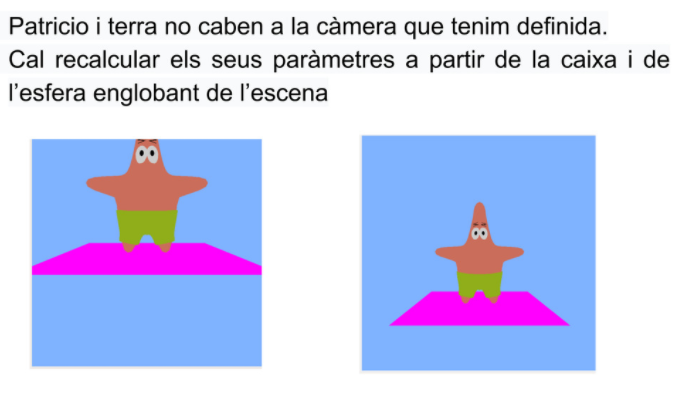 Patricio i terra no caben a la càmera que tenim definida.
Cal recalcular els seus paràmetres a partir de la caixa i de
l’esfera englobant de l’escena